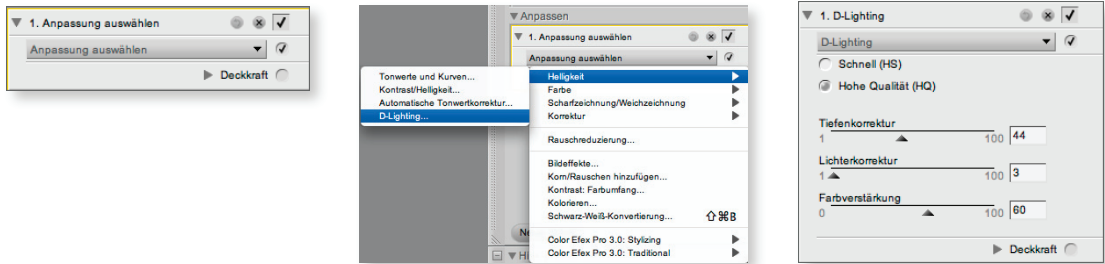 1. Anpassung auswählen
Anpassung auswählen
Deckkraft
Anpassen
1. Anpassung auswählen
Anpassung auswählen
Tonwerte und Kurven...
Kontrast/Helligkeit...
Automatische Tonwertkorrektur...
D-Lighting...
Helligkeit
Farbe
Scharfzeichnung/Weichzeichnung
Korrektur
Rauschreduzierung...
Bildeffekte...
Korn/Rauschen hinzufügen...
Kontrast: Farbumfang...
Kolorieren...
Schwarz-Weiß-Konvertierung... ⇧⌘B
Color Efex Pro 3.0: Stylizing
Color Efex Pro 3.0: Traditional
1. D-Lighting
D-Lighting
Schnell (HS)
Hohe Qualität (HQ)
Tiefenkorrektur
1 100 44
Lichterkorrektur
1 100 3
Farbverstärkung
0 100 60
Deckkraft